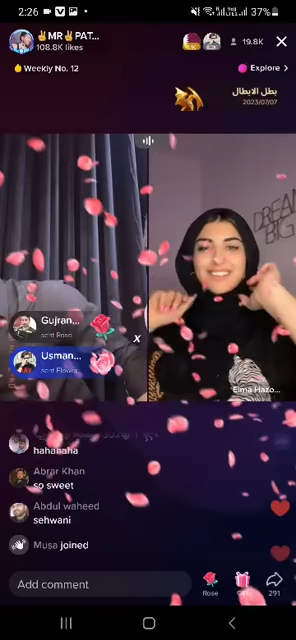 2:26
37%
✌MR✌PAT...
108.8K likes
19.8K
Weekly No. 12
Explore >
بطل الابطال
2023/07/07
DREAM
BIG
Gujran...
sent Rose
x
Usman...
sent Flower
Elma Hazo...
hahahaha
Abrar Khan
so sweet
Abdul waheed
sehwani
Musa joined
Add comment
Rose
291